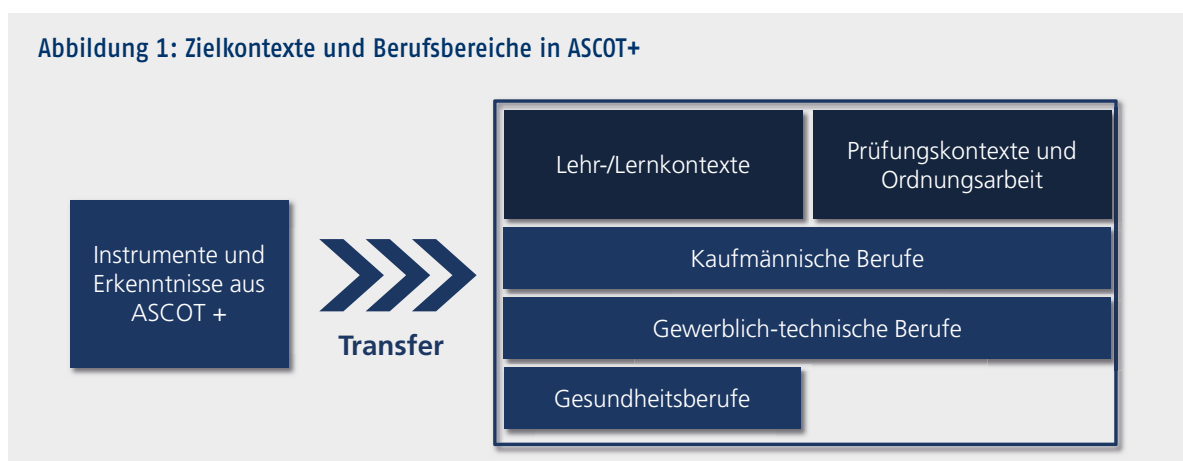 Abbildung 1: Zielkontexte und Berufsbereiche in ASCOT+
Instrumente und
Erkenntnisse aus
ASCOT +
Transfer
Lehr-/Lernkontexte
Prüfungskontexte und
Ordnungsarbeit
Kaufmännische Berufe
Gewerblich-technische Berufe
Gesundheitsberufe